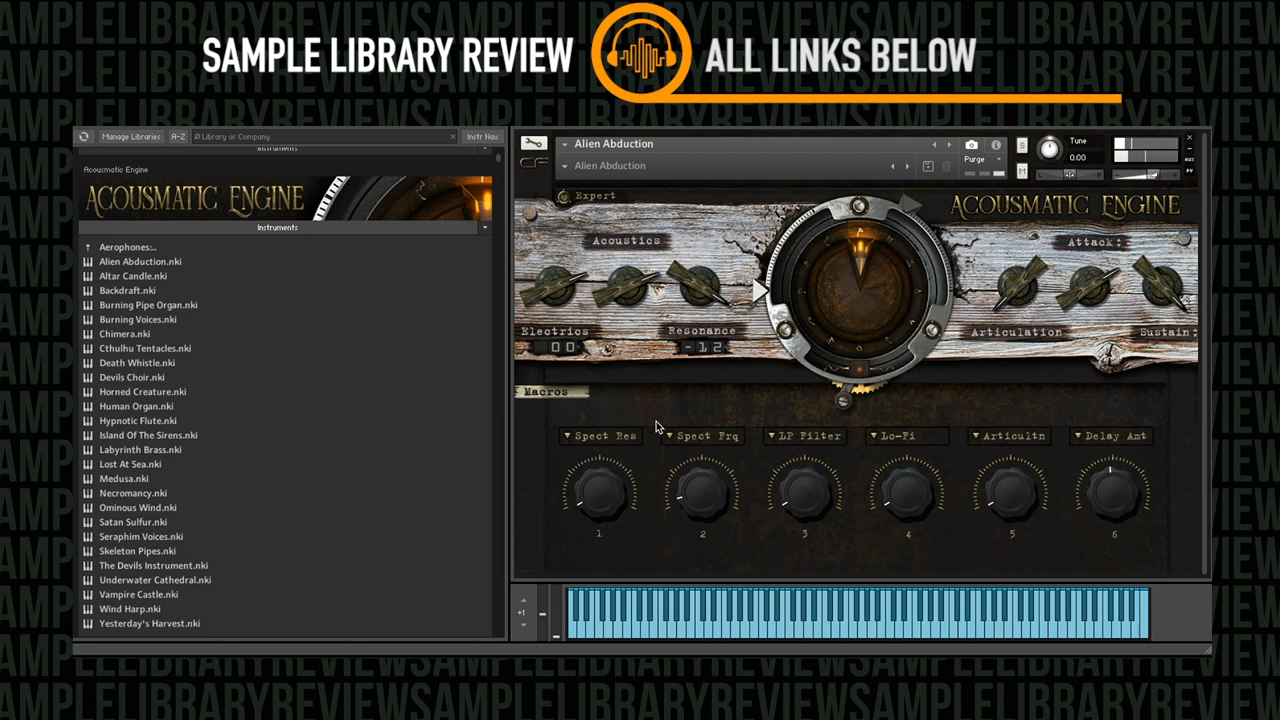 SAMPLE LIBRARY REVIEW
ALL LINKS BELOW
Manage Libraries
A-Z
Library or Company
Instr Nav
Instruments
Acousmatic Engine
ACOUSMATIC ENGINE
Instruments
Aerophones:..
Alien Abduction.nki
Altar Candle.nki
Backdraft.nki
Burning Pipe Organ.nki
Burning Voices.nki
Chimera.nki
Cthulhu Tentacles.nki
Death Whistle.nki
Devils Choir.nki
Horned Creature.nki
Human Organ.nki
Hypnotic Flute.nki
Island Of The Sirens.nki
Labyrinth Brass.nki
Lost At Sea.nki
Medusa.nki
Necromancy.nki
Ominous Wind.nki
Satan Sulfur.nki
Seraphim Voices.nki
Skeleton Pipes.nki
The Devils Instrument.nki
Underwater Cathedral.nki
Vampire Castle.nki
Wind Harp.nki
Yesterday's Harvest.nki
Alien Abduction
Alien Abduction
Purge
S
M
Tune
0.00
L
R
AUX
PV
Expert
ACOUSMATIC ENGINE
Acoustics
Attack:
Electrics
Resonance
Articulation
Sustain:
00
-12
Macros
Spect Res
Spect Frq
LP Filter
Lo-Fi
Articultn
Delay Amt
1
2
3
4
5
6
+1